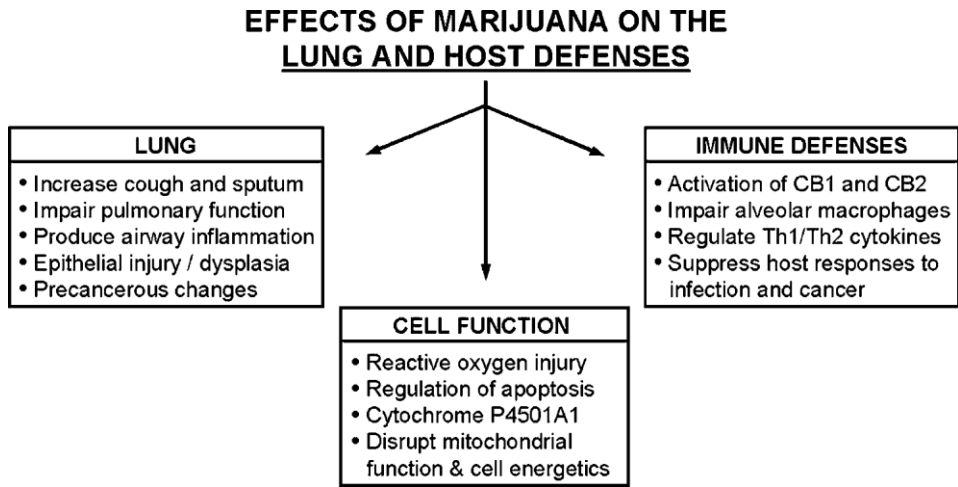 EFFECTS OF MARIJUANA ON THE
LUNG AND HOST DEFENSES
LUNG
• Increase cough and sputum
• Impair pulmonary function
• Produce airway inflammation
• Epithelial injury / dysplasia
• Precancerous changes
CELL FUNCTION
• Reactive oxygen injury
• Regulation of apoptosis
• Cytochrome P4501A1
• Disrupt mitochondrial
function & cell energetics
IMMUNE DEFENSES
• Activation of CB1 and CB2
• Impair alveolar macrophages
• Regulate Th1/Th2 cytokines
• Suppress host responses to
infection and cancer